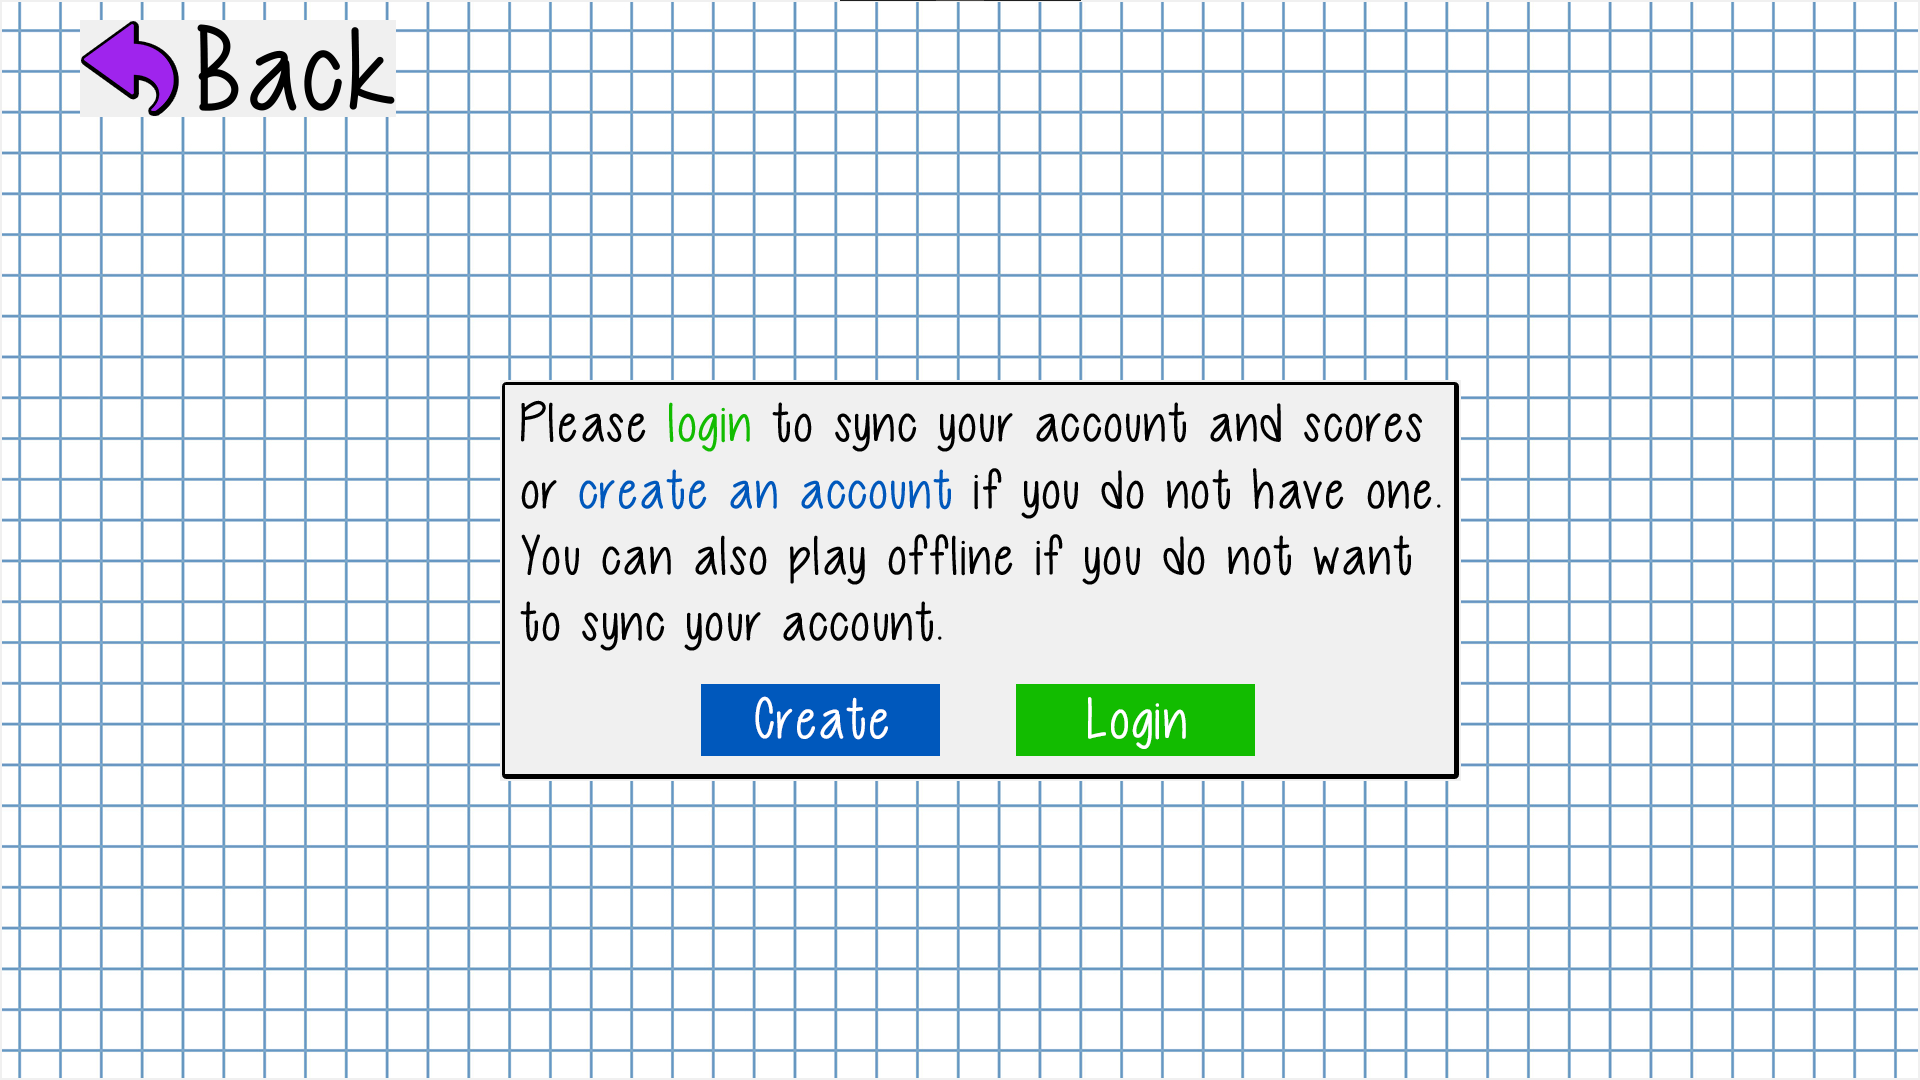 Back
Please login to sync your account and scores
or create an account if you do not have one.
You can also play offline if you do not want
to sync your account.
Create
Login